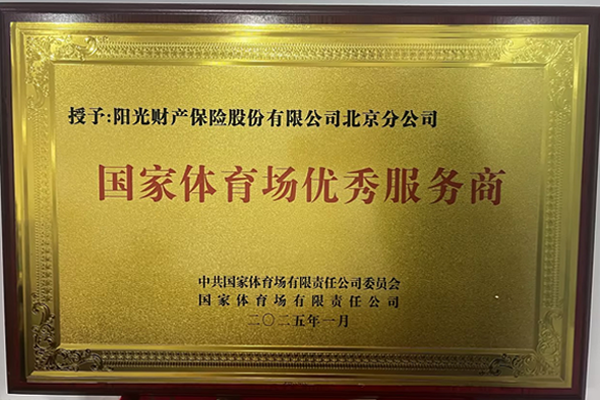 授予:阳光财产保险股份有限公司北京分公司
国家体育场优秀服务商
中共国家体育场有限责任公司委员会
国家体育场有限责任公司
二〇二五年一月